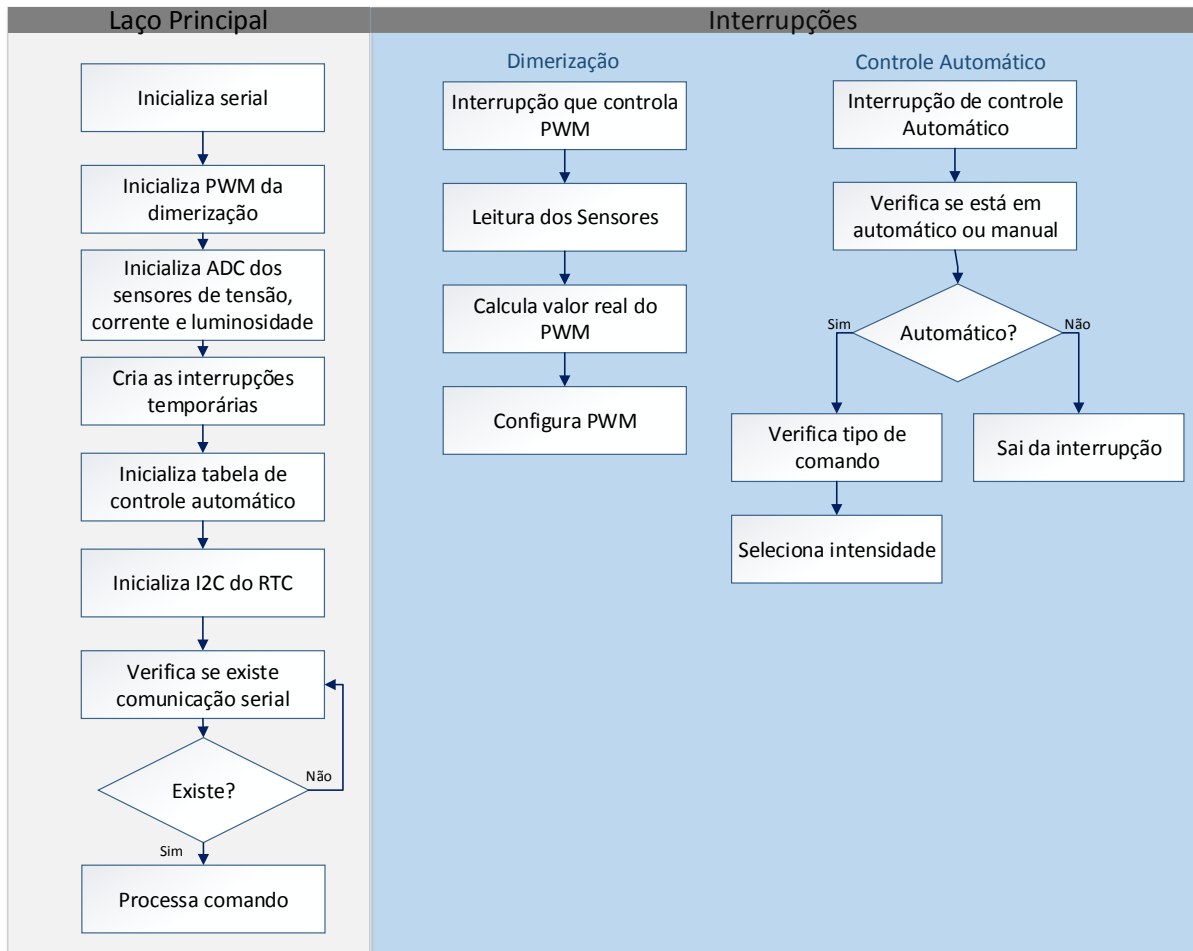 Laço Principal
Interrupções
Inicializa serial
Inicializa PWM da
dimerização
Inicializa ADC dos
sensores de tensão,
corrente e luminosidade
Cria as interrupções
temporárias
Inicializa tabela de
controle automático
Inicializa I2C do RTC
Verifica se existe
comunicação serial
Existe?
Não
Sim
Processa comando
Dimerização
Interrupção que controla
PWM
Leitura dos Sensores
Calcula valor real do
PWM
Configura PWM
Controle Automático
Interrupção de controle
Automático
Verifica se está em
automático ou manual
Automático?
Sim
Não
Verifica tipo de
comando
Seleciona intensidade
Sai da interrupção